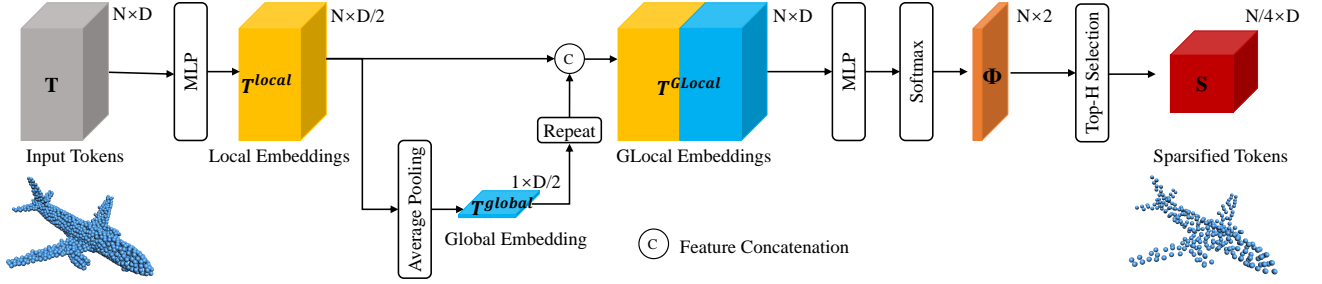 N×D
T
Input Tokens
MLP
N×D/2
T^local
Local Embeddings
Average Pooling
1×D/2
T^global
Global Embedding
Repeat
C
N×D
T^GLocal
GLocal Embeddings
C Feature Concatenation
MLP
Softmax
N×2
Φ
Top-H Selection
N/4×D
S
Sparsified Tokens